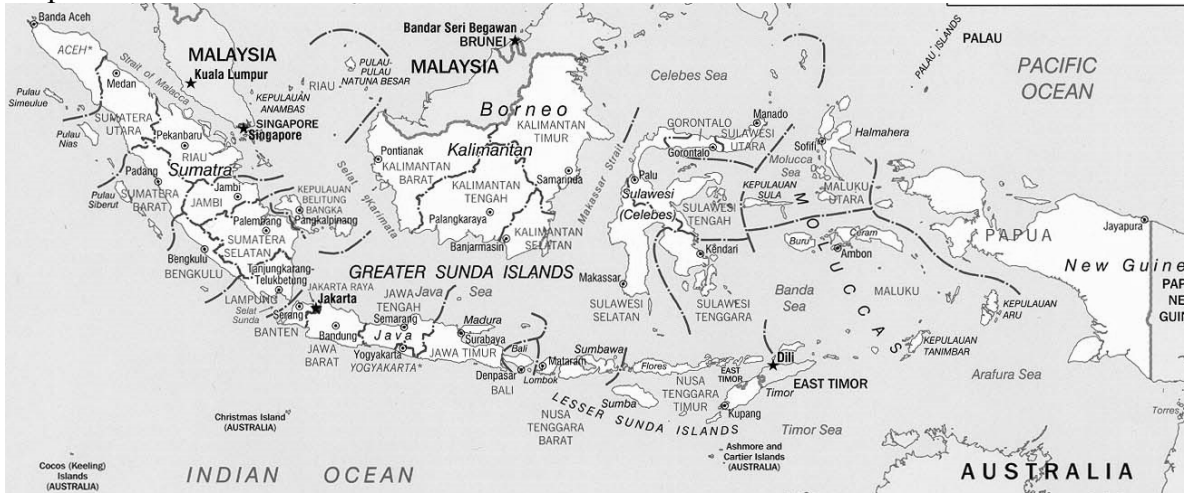 Banda Aceh
ACEH*
Medan
Strait of Malacca
MALAYSIA
Kuala Lumpur
PULAU-
PULAU
NATUNA BESAR
RIAU
KEPULAUAN
ANAMBAS
SINGAPORE
Singapore
Bandar Seri Begawan
BRUNEI
MALAYSIA
Celebes Sea
PALAU ISLANDS
PALAU
PACIFIC
OCEAN
Pulau
Simeulue
Pulau
Nias
SUMATERA
UTARA
Pekanbaru
RIAU
Sumatra
Padang
Pulau
Siberut
SUMATERA
BARAT
Jambi
JAMBI
KEPULAUAN
BELITUNG
BANGKA
Pangkalpinang
Palembang
SUMATERA
SELATAN
Bengkulu
BENGKULU
Tanjungkarang-
Telukbetung
LAMPUNG
Selat
Sunda
Selat
Karimata
Borneo
KALIMANTAN
TIMUR
Kalimantan
Pontianak
KALIMANTAN
BARAT
KALIMANTAN
TENGAH
Samarinda
Palangkaraya
Banjarmasin
KALIMANTAN
SELATAN
Makassar Strait
GORONTALO
Gorontalo
SULAWESI
UTARA
Manado
Molucca
Sea
Sofifi
Halmahera
MALUKU
UTARA
Palu
Sulawesi
(Celebes)
SULAWESI
TENGAH
KEPULAUAN
SULA
MOLUCCAS
Kendari
Makassar
SULAWESI
SELATAN
SULAWESI
TENGGARA
Buru
Ceram
Ambon
Banda
Sea
MALUKU
PAPUA
Jayapura
New Guine
PAP
NE
GUIN
KEPULAUAN
ARU
KEPULAUAN
TANIMBAR
Arafura Sea
GREATER SUNDA ISLANDS
JAKARTA RAYA
Jakarta
Serang
BANTEN
Bandung
JAWA
BARAT
JAWA
TENGAH
Java
Sea
Semarang
Java
Yogyakarta
YOGYAKARTA*
Madura
Surabaya
JAWA TIMUR
Bali
Denpasar
BALI
Mataram
Lombok
Sumbawa
NUSA
TENGGARA
BARAT
LESSER SUNDA ISLANDS
Flores
Sumba
NUSA
TENGGARA
TIMUR
EAST
TIMOR
Dili
EAST TIMOR
Timor
Kupang
Timor Sea
Ashmore and
Cartier Islands
(AUSTRALIA)
Christmas Island
(AUSTRALIA)
Cocos (Keeling)
Islands
(AUSTRALIA)
INDIAN OCEAN
AUSTRALIA
Torres